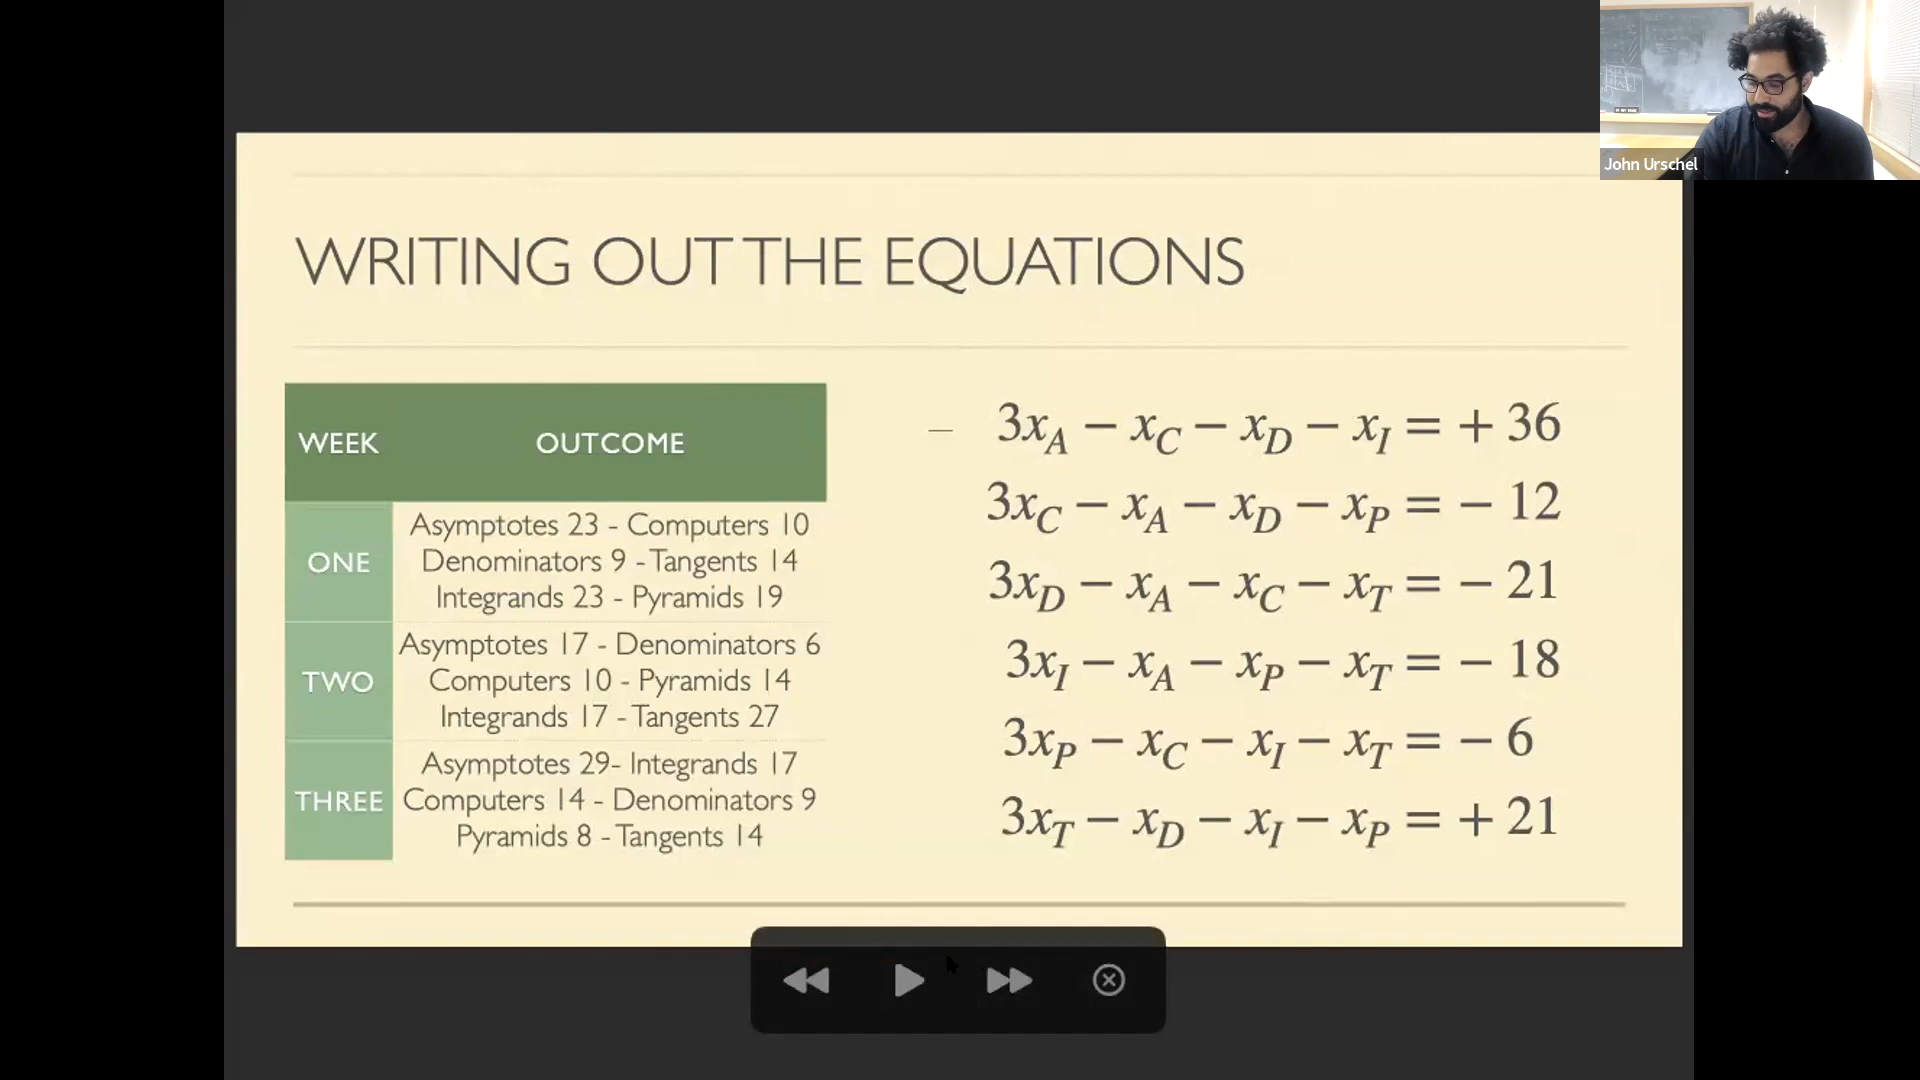 John Urschel
WRITING OUT THE EQUATIONS
WEEK OUTCOME
ONE
Asymptotes 23 - Computers 10
Denominators 9 - Tangents 14
Integrands 23 - Pyramids 19
TWO
Asymptotes 17 - Denominators 6
Computers 10 - Pyramids 14
Integrands 17 - Tangents 27
THREE
Asymptotes 29- Integrands 17
Computers 14 - Denominators 9
Pyramids 8 - Tangents 14
3x_A − x_C − x_D − x_I = + 36
3x_C − x_A − x_D − x_P = − 12
3x_D − x_A − x_C − x_T = − 21
3x_I − x_A − x_P − x_T = − 18
3x_P − x_C − x_I − x_T = − 6
3x_T − x_D − x_I − x_P = + 21